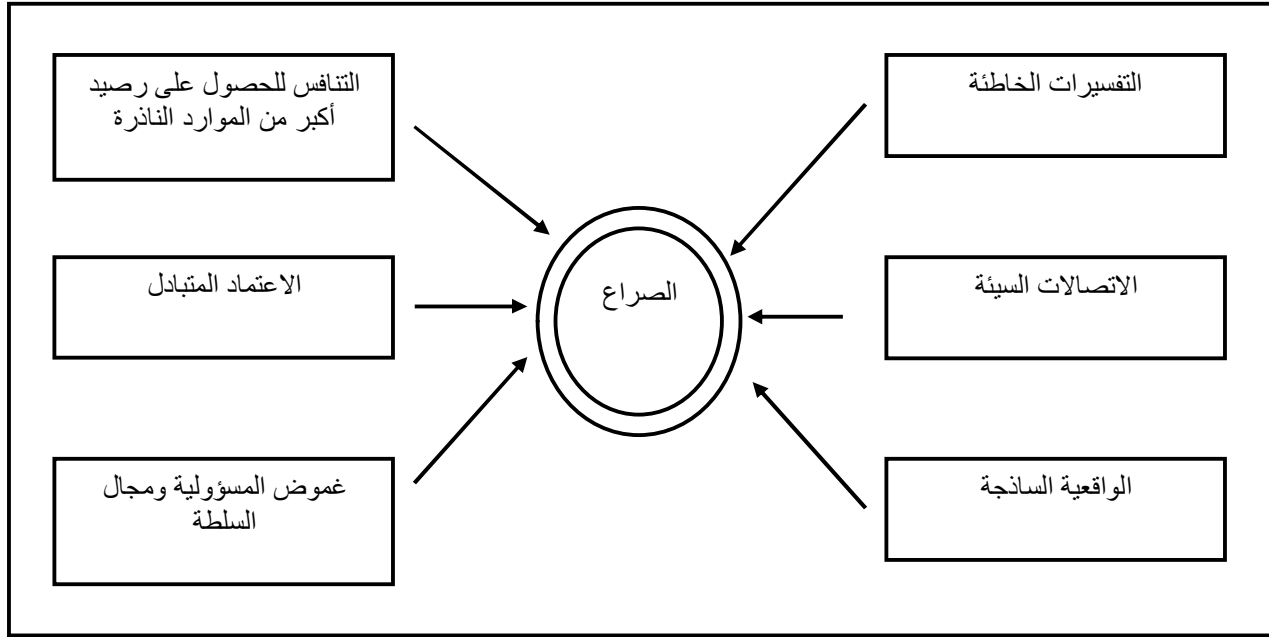 التفسيرات الخاطئة
التنافس للحصول على رصيد
أكبر من الموارد الناذرة
الاتصالات السيئة
الصراع
الاعتماد المتبادل
الواقعية الساذجة
غموض المسؤولية ومجال
السلطة